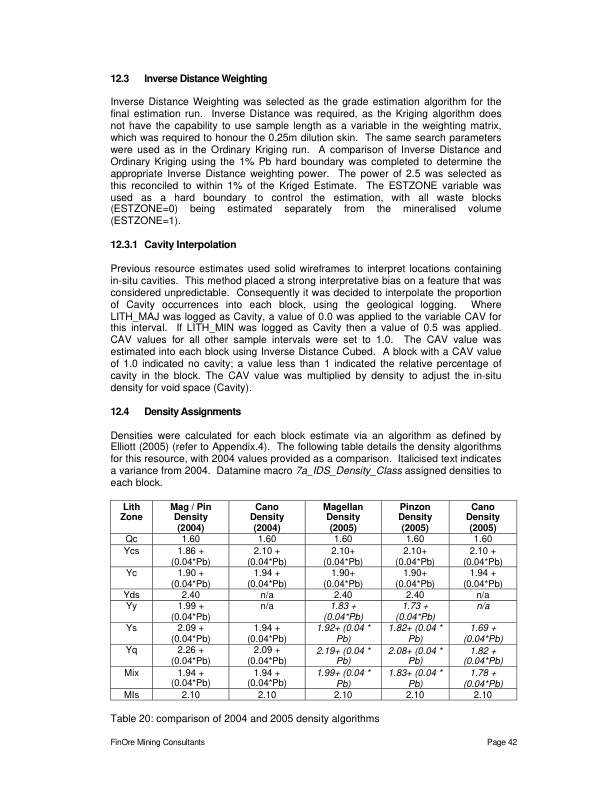 12.3 Inverse Distance Weighting
Inverse Distance Weighting was selected as the grade estimation algorithm for the
final estimation run. Inverse Distance was required, as the Kriging algorithm does
not have the capability to use sample length as a variable in the weighting matrix,
which was required to honour the 0.25m dilution skin. The same search parameters
were used as in the Ordinary Kriging run. A comparison of Inverse Distance and
Ordinary Kriging using the 1% Pb hard boundary was completed to determine the
appropriate Inverse Distance weighting power. The power of 2.5 was selected as
this reconciled to within 1% of the Kriged Estimate. The ESTZONE variable was
used as a hard boundary to control the estimation, with all waste blocks
(ESTZONE=0) being estimated separately from the mineralised volume
(ESTZONE=1).
12.3.1 Cavity Interpolation
Previous resource estimates used solid wireframes to interpret locations containing
in-situ cavities. This method placed a strong interpretative bias on a feature that was
considered unpredictable. Consequently it was decided to interpolate the proportion
of Cavity occurrences into each block, using the geological logging. Where
LITH_MAJ was logged as Cavity, a value of 0.0 was applied to the variable CAV for
this interval. If LITH_MIN was logged as Cavity then a value of 0.5 was applied.
CAV values for all other sample intervals were set to 1.0. The CAV value was
estimated into each block using Inverse Distance Cubed. A block with a CAV value
of 1.0 indicated no cavity; a value less than 1 indicated the relative percentage of
cavity in the block. The CAV value was multiplied by density to adjust the in-situ
density for void space (Cavity).
12.4 Density Assignments
Densities were calculated for each block estimate via an algorithm as defined by
Elliott (2005) (refer to Appendix.4). The following table details the density algorithms
for this resource, with 2004 values provided as a comparison. Italicised text indicates
a variance from 2004. Datamine macro 7a_IDS_Density_Class assigned densities to
each block.
Lith Mag / Pin Cano Magellan Pinzon Cano
Zone Density Density Density Density Density
(2004) (2004) (2005) (2005) (2005)
Qc 1.60 1.60 1.60 1.60 1.60
Ycs 1.86 + 2.10 + 2.10+ 2.10+ 2.10 +
(0.04*Pb) (0.04*Pb) (0.04*Pb) (0.04*Pb) (0.04*Pb)
Yc 1.90 + 1.94 + 1.90+ 1.90+ 1.94 +
(0.04*Pb) (0.04*Pb) (0.04*Pb) (0.04*Pb) (0.04*Pb)
Yds 2.40 n/a 2.40 2.40 n/a
Yy 1.99 + n/a 1.83 + 1.73 + n/a
(0.04*Pb) (0.04*Pb) (0.04*Pb)
Ys 2.09 + 1.94 + 1.92+ (0.04 * 1.82+ (0.04 * 1.69 +
(0.04*Pb) (0.04*Pb) Pb) Pb) (0.04*Pb)
Yq 2.26 + 2.09 + 2.19+ (0.04 * 2.08+ (0.04 * 1.82 +
(0.04*Pb) (0.04*Pb) Pb) Pb) (0.04*Pb)
Mix 1.94 + 1.94 + 1.99+ (0.04 * 1.83+ (0.04 * 1.78 +
(0.04*Pb) (0.04*Pb) Pb) Pb) (0.04*Pb)
Mls 2.10 2.10 2.10 2.10 2.10
Table 20: comparison of 2004 and 2005 density algorithms
FinOre Mining Consultants Page 42